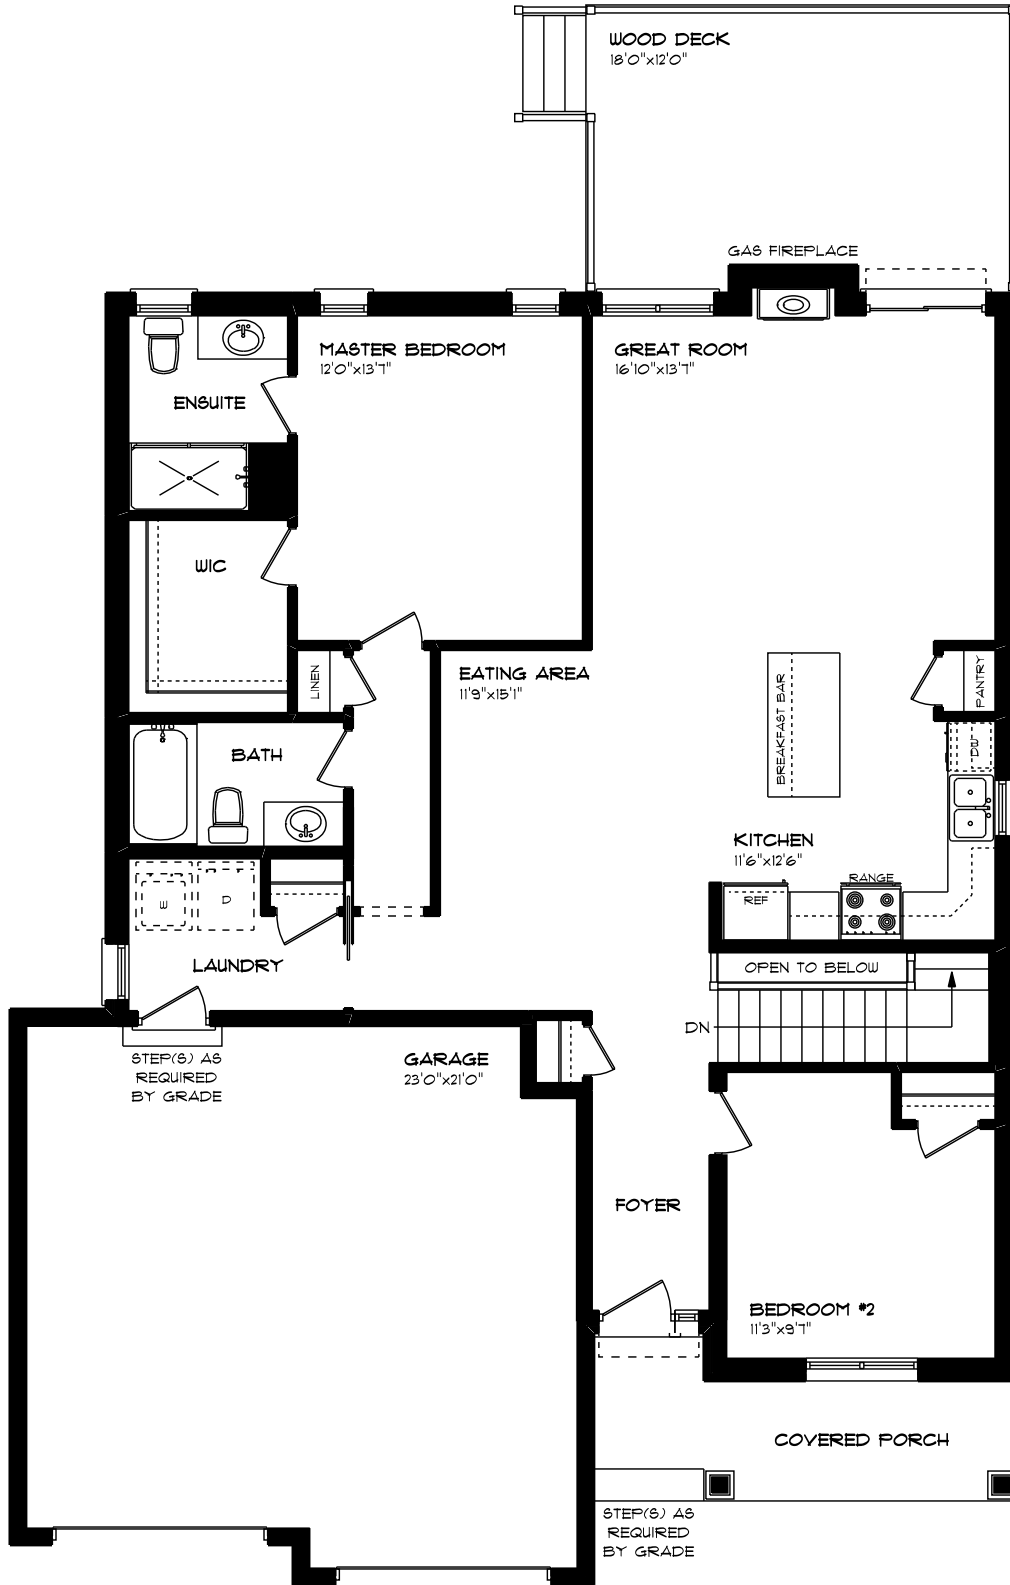 WOOD DECK
18'0"x12'0"
GAS FIREPLACE
MASTER BEDROOM
12'0"x13'7"
GREAT ROOM
16'10"x13'7"
ENSUITE
WIC
LINEN
EATING AREA
11'9"x15'1"
BREAKFAST BAR
PANTRY
DW
BATH
KITCHEN
11'6"x12'6"
RANGE
REF
W
D
LAUNDRY
OPEN TO BELOW
DN
STEP(S) AS
REQUIRED
BY GRADE
GARAGE
23'0"x21'0"
FOYER
BEDROOM #2
11'3"x9'7"
COVERED PORCH
STEP(S) AS
REQUIRED
BY GRADE